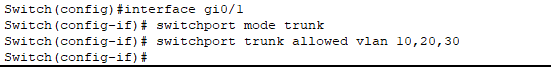 Switch(config)#interface gi0/1
Switch(config-if)# switchport mode trunk
Switch(config-if)# switchport trunk allowed vlan 10,20,30
Switch(config-if)#